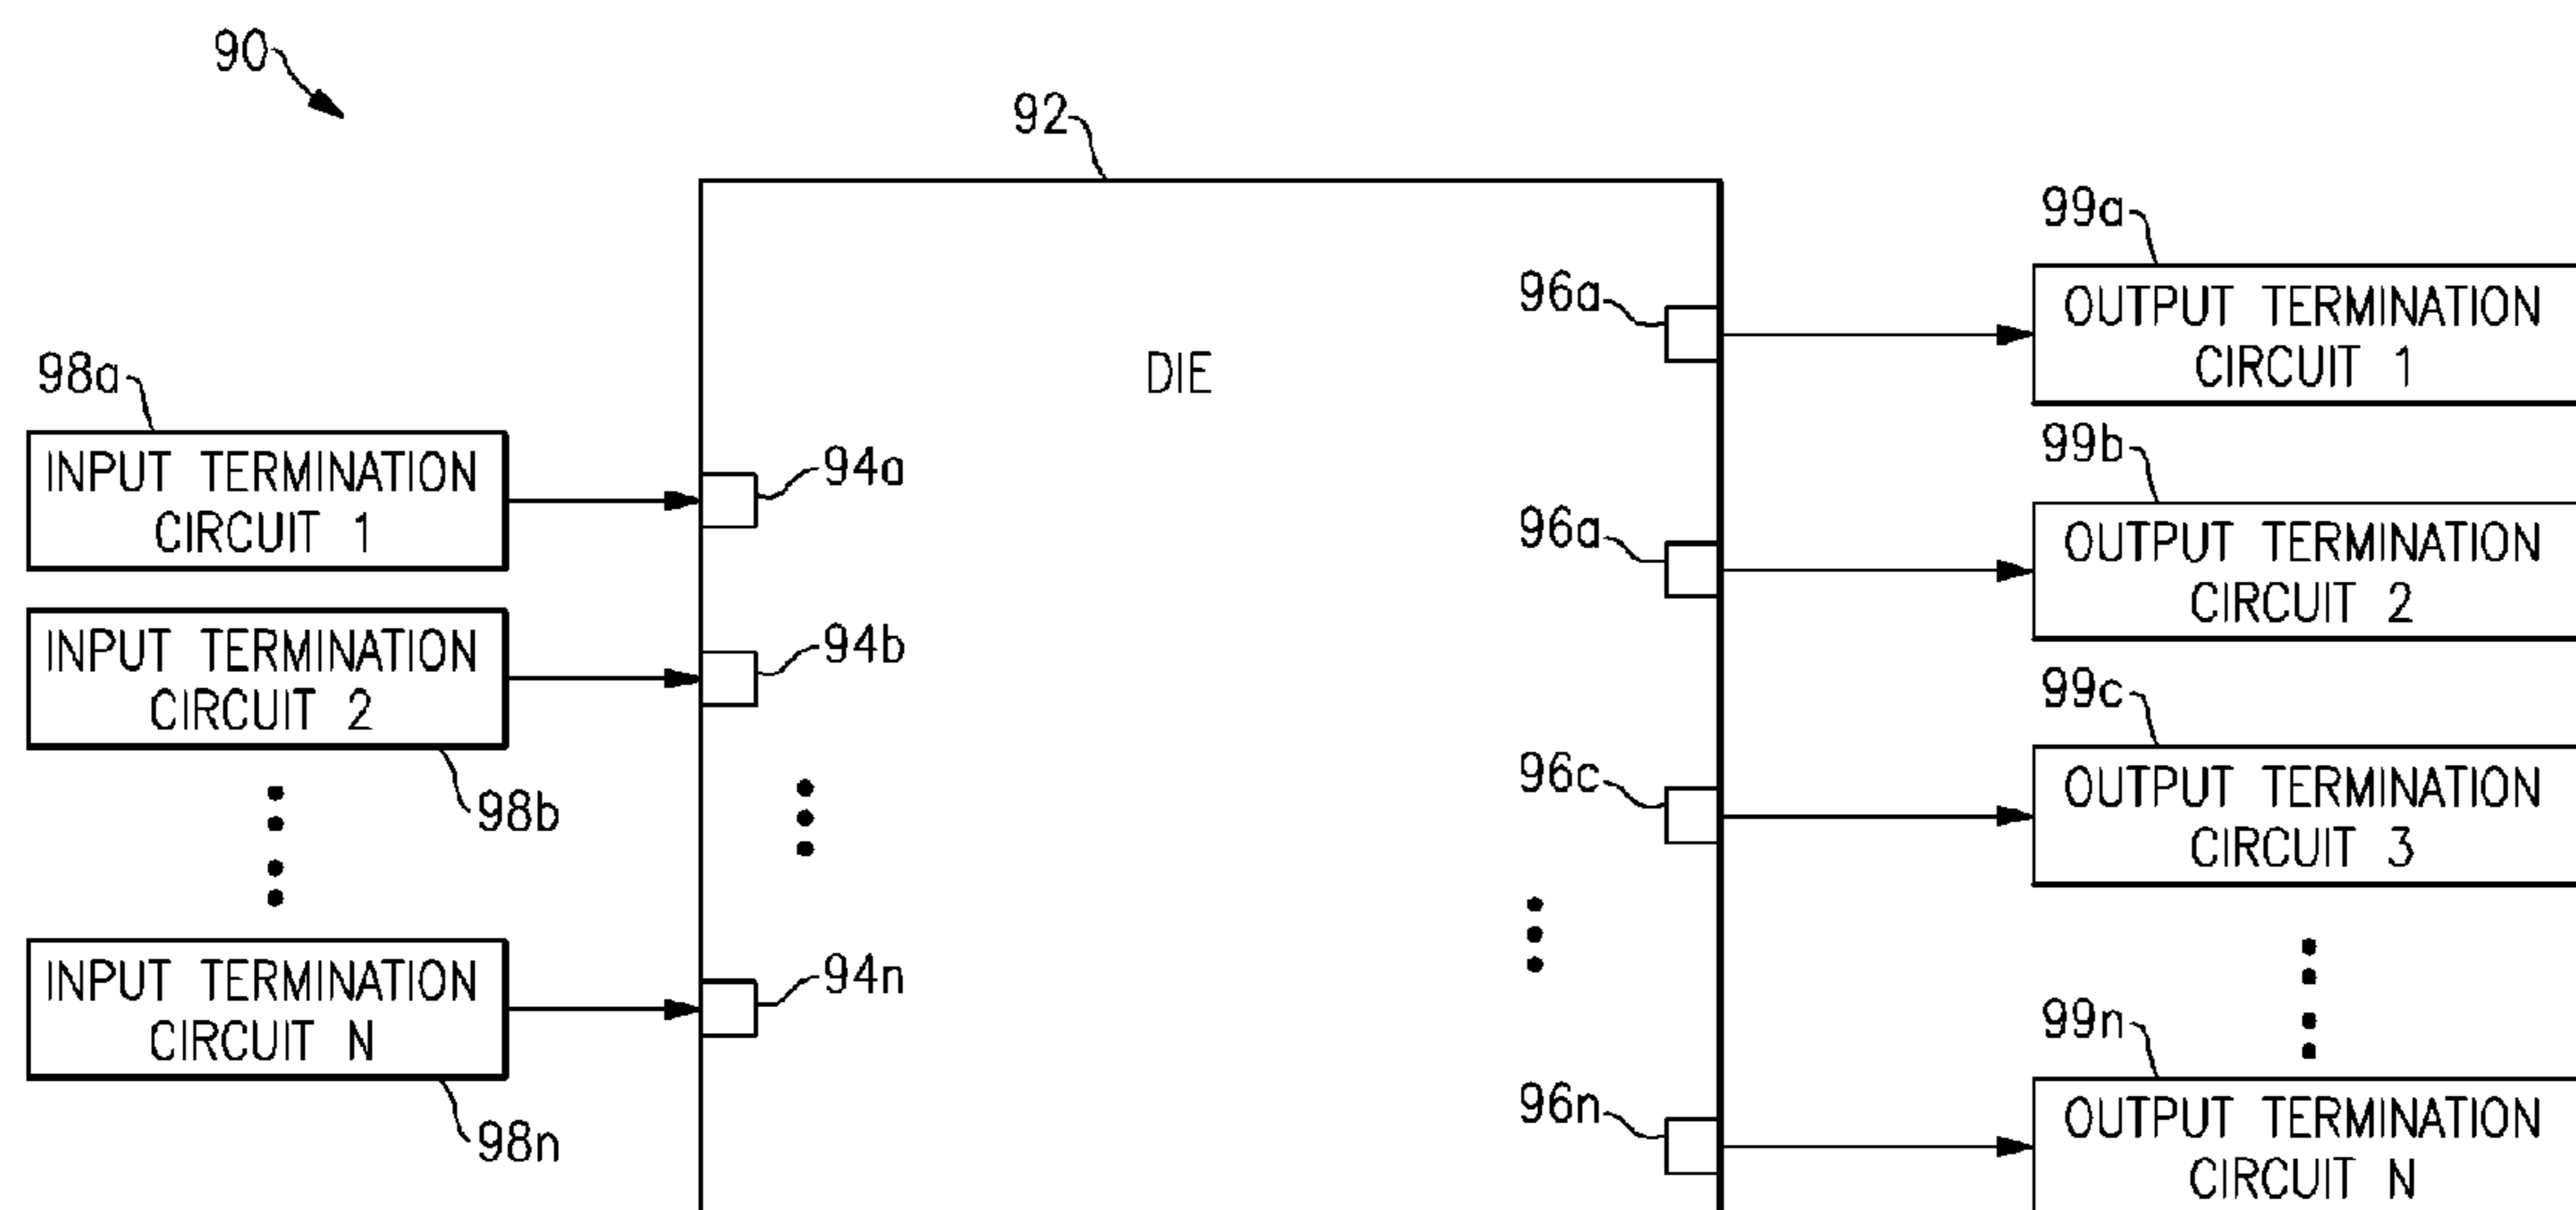 90
92
99a
96a
OUTPUT TERMINATION
CIRCUIT 1
DIE
98a
INPUT TERMINATION
CIRCUIT 1
94a
99b
96a
OUTPUT TERMINATION
CIRCUIT 2
INPUT TERMINATION
CIRCUIT 2
94b
98b
99c
96c
OUTPUT TERMINATION
CIRCUIT 3
INPUT TERMINATION
CIRCUIT N
94n
98n
99n
96n
OUTPUT TERMINATION
CIRCUIT N